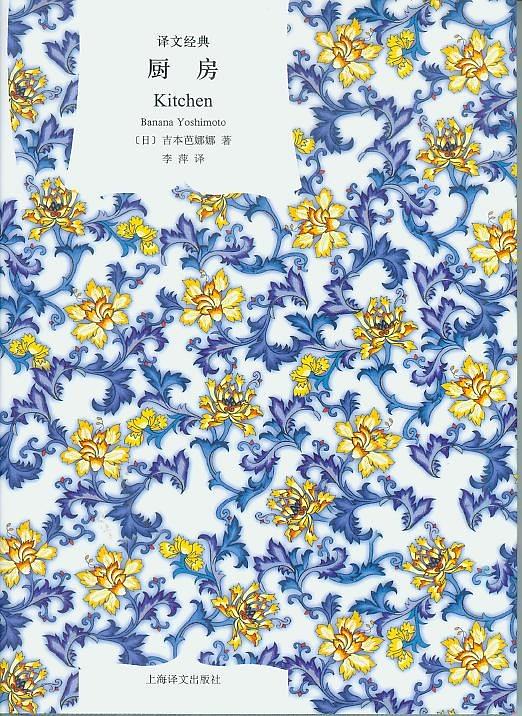 译文经典
厨 房
Kitchen
Banana Yoshimoto
〔日〕吉本芭娜娜 著
李 萍 译
上海译文出版社